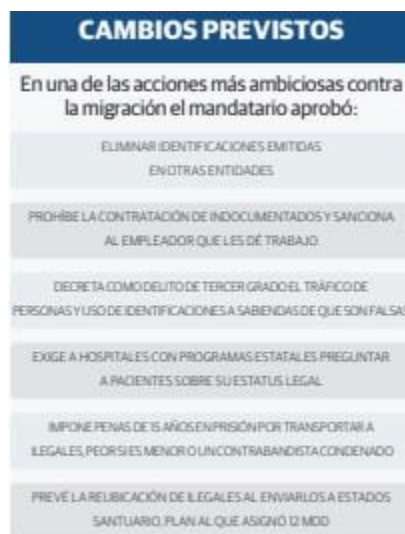 CAMBIOS PREVISTOS
En una de las acciones más ambiciosas contra
la migración el mandatario aprobó:
ELIMINAR IDENTIFICACIONES EMITIDAS
EN OTRAS ENTIDADES
PROHÍBE LA CONTRATACIÓN DE INDOCUMENTADOS Y SANCIONA
AL EMPLEADOR QUE LES DÉ TRABAJO
DECRETA COMO DELITO DE TERCER GRADO EL TRÁFICO DE
PERSONAS Y USO DE IDENTIFICACIONES A SABIENDAS DE QUE SON FALSAS
EXIGE A HOSPITALES CON PROGRAMAS ESTATALES PREGUNTAR
A PACIENTES SOBRE SU ESTATUS LEGAL
IMPONE PENAS DE 15 AÑOS EN PRISIÓN POR TRANSPORTAR A
ILEGALES, PEOR SI ES MENOR O UN CONTRABANDISTA CONDENADO
PREVÉ LA REUBICACIÓN DE ILEGALES AL ENVIARLOS A ESTADOS
SANTUARIO, PLAN AL QUE ASIGNÓ 12 MDD